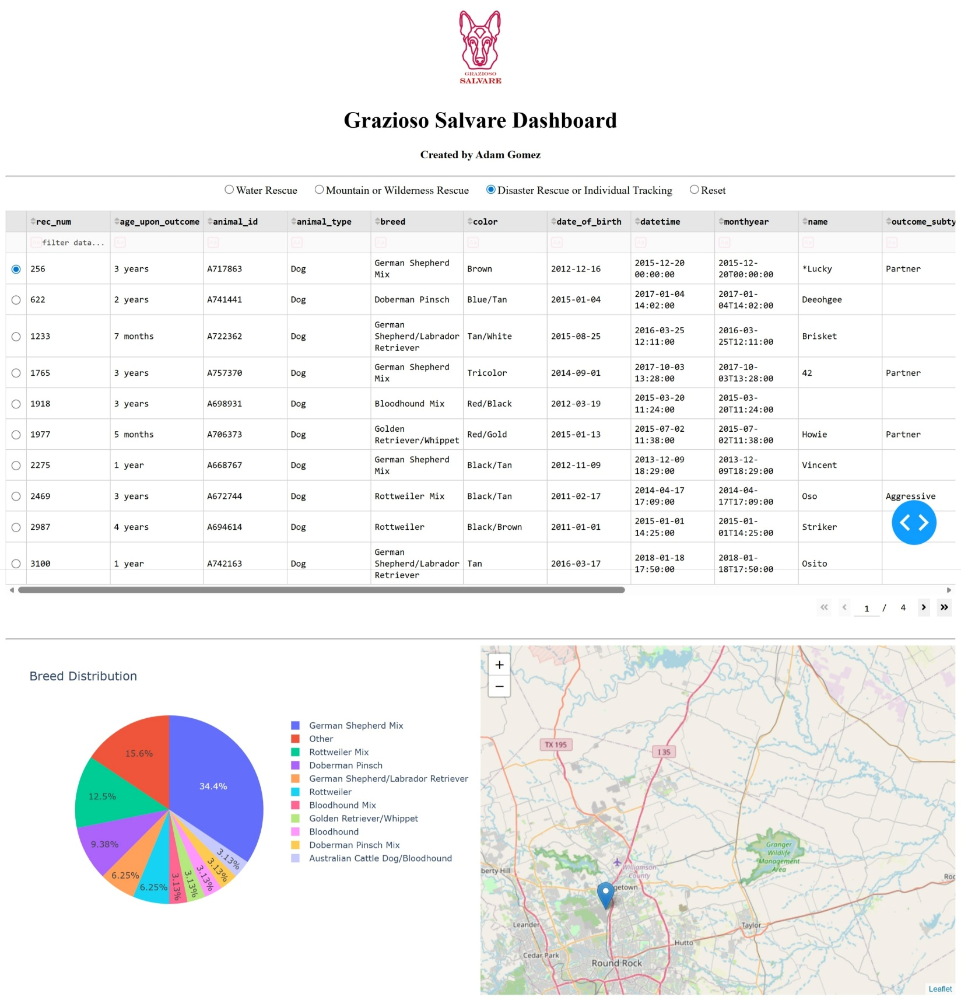 GRAZIOSO
SALVARE
Grazioso Salvare Dashboard
Created by Adam Gomez
Water Rescue Mountain or Wilderness Rescue Disaster Rescue or Individual Tracking Reset
rec_num age_upon_outcome animal_id animal_type breed color date_of_birth datetime monthyear name outcome_subty
filter data...
256 3 years A717863 Dog German Shepherd Mix Brown 2012-12-16 2015-12-20 00:00:00 2015-12-20T00:00:00 *Lucky Partner
622 2 years A741441 Dog Doberman Pinsch Blue/Tan 2015-01-04 2017-01-04 14:02:00 2017-01-04T14:02:00 Deeohgee
1233 7 months A722362 Dog German Shepherd/Labrador Retriever Tan/White 2015-08-25 2016-03-25 12:11:00 2016-03-25T12:11:00 Brisket
1765 3 years A757370 Dog German Shepherd Mix Tricolor 2014-09-01 2017-10-03 13:28:00 2017-10-03T13:28:00 42 Partner
1918 3 years A698931 Dog Bloodhound Mix Red/Black 2012-03-19 2015-03-20 11:24:00 2015-03-20T11:24:00
1977 5 months A706373 Dog Golden Retriever/Whippet Red/Gold 2015-01-13 2015-07-02 11:38:00 2015-07-02T11:38:00 Howie Partner
2275 1 year A668767 Dog German Shepherd Mix Black/Tan 2012-11-09 2013-12-09 18:29:00 2013-12-09T18:29:00 Vincent
2469 3 years A672744 Dog Rottweiler Mix Black/Tan 2011-02-17 2014-04-17 17:09:00 2014-04-17T17:09:00 Oso Aggressive
2987 4 years A694614 Dog Rottweiler Black/Brown 2011-01-01 2015-01-01 14:25:00 2015-01-01T14:25:00 Striker
3100 1 year A742163 Dog German Shepherd/Labrador Retriever Tan 2016-03-17 2018-01-18 17:50:00 2018-01-18T17:50:00 Osito
1 / 4
Breed Distribution
34.4%
15.6%
12.5%
9.38%
6.25%
6.25%
3.13%
3.13%
3.13%
3.13%
3.13%
German Shepherd Mix
Other
Rottweiler Mix
Doberman Pinsch
German Shepherd/Labrador Retriever
Rottweiler
Bloodhound Mix
Golden Retriever/Whippet
Bloodhound
Doberman Pinsch Mix
Australian Cattle Dog/Bloodhound
+
−
TX 195
I 35
Granger
Wildlife
Management
Area
Williamson
County
berty Hill
Roc
getown
Leander
Taylor
Hutto
Cedar Park
Round Rock
Leaflet